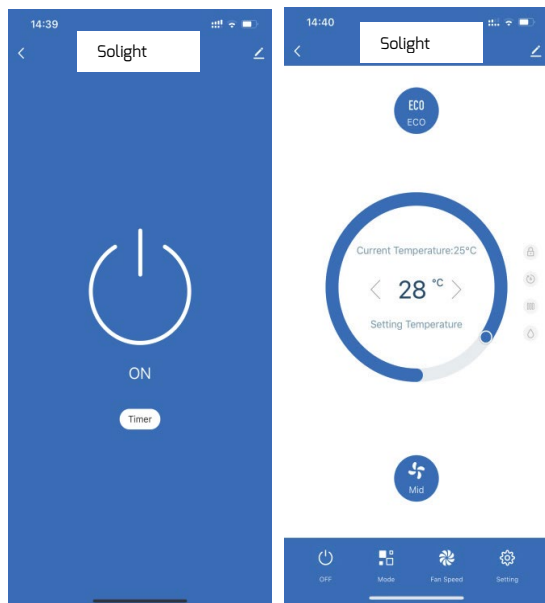 14:39
Solight
ON
Timer
14:40
Solight
ECO
ECO
Current Temperature:25°C
28 °C
Setting Temperature
Mid
OFF
Mode
Fan Speed
Setting